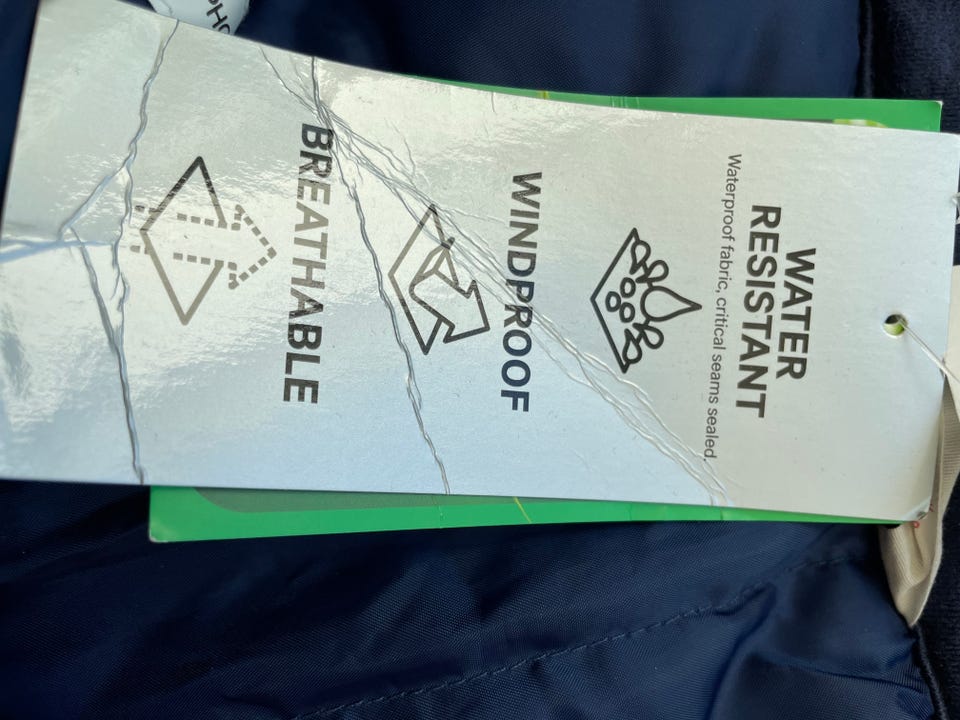 WATER
RESISTANT
Waterproof fabric, critical seams sealed.
WINDPROOF
BREATHABLE